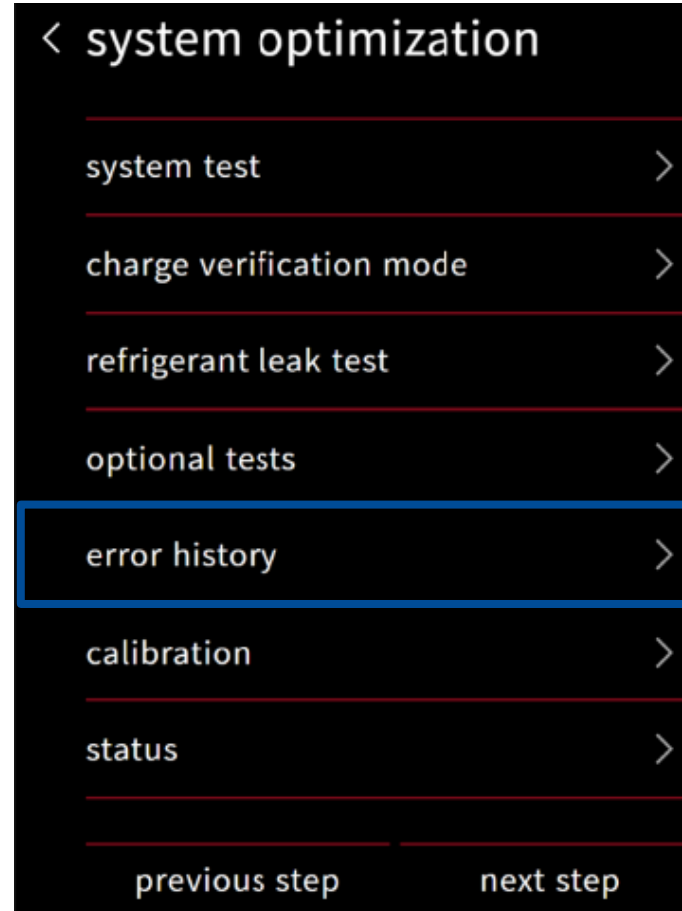 system optimization
system test
charge verification mode
refrigerant leak test
optional tests
error history
calibration
status
previous step next step